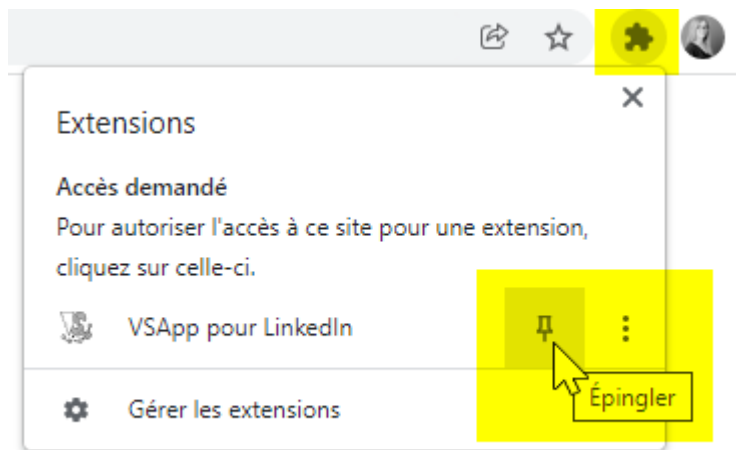 Extensions
Accès demandé
Pour autoriser l'accès à ce site pour une extension,
cliquez sur celle-ci.
VSApp pour LinkedIn
Épingler
Gérer les extensions